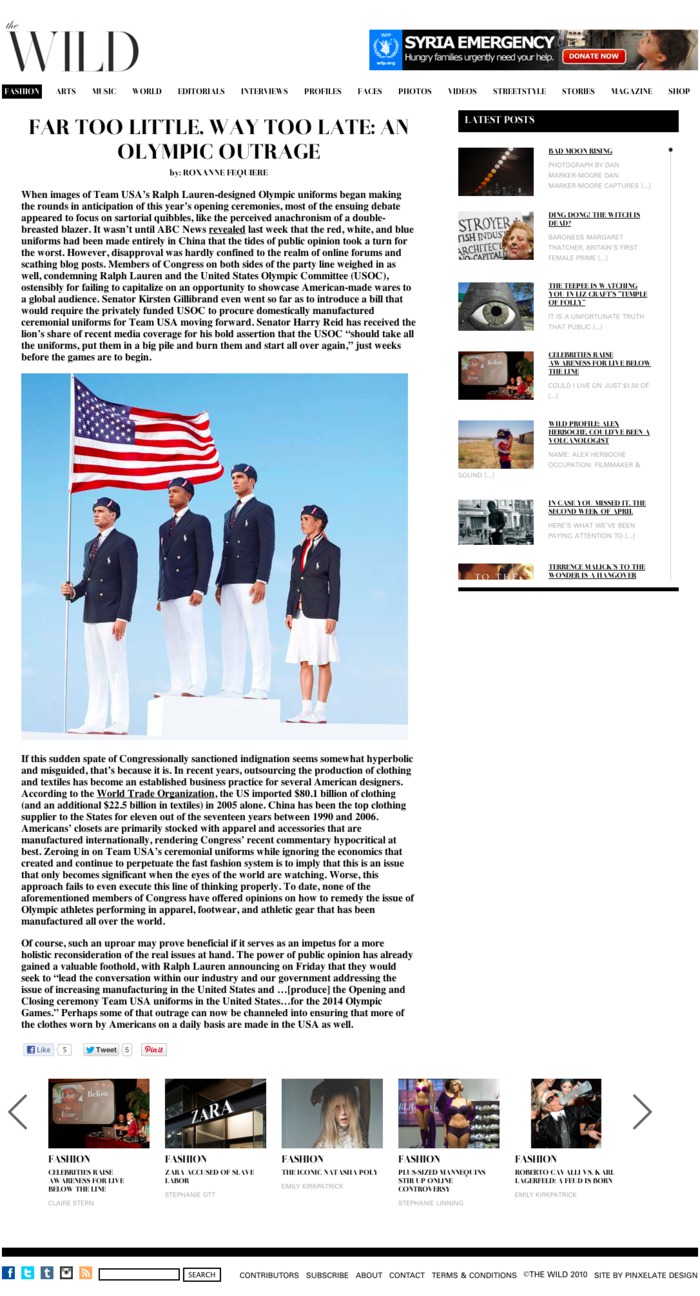 the
WILD
WFP
wfp.org
SYRIA EMERGENCY
Hungry families urgently need your help.
DONATE NOW
FASHION ARTS MUSIC WORLD EDITORIALS INTERVIEWS PROFILES FACES PHOTOS VIDEOS STREETSTYLE STORIES MAGAZINE SHOP
FAR TOO LITTLE, WAY TOO LATE: AN
OLYMPIC OUTRAGE
by: ROXANNE FEQUIERE
When images of Team USA's Ralph Lauren-designed Olympic uniforms began making
the rounds in anticipation of this year's opening ceremonies, most of the ensuing debate
appeared to focus on sartorial quibbles, like the perceived anachronism of a double-
breasted blazer. It wasn't until ABC News revealed last week that the red, white, and blue
uniforms had been made entirely in China that the tides of public opinion took a turn for
the worst. However, disapproval was hardly confined to the realm of online forums and
scathing blog posts. Members of Congress on both sides of the party line weighed in as
well, condemning Ralph Lauren and the United States Olympic Committee (USOC),
ostensibly for failing to capitalize on an opportunity to showcase American-made wares to
a global audience. Senator Kirsten Gillibrand even went so far as to introduce a bill that
would require the privately funded USOC to procure domestically manufactured
ceremonial uniforms for Team USA moving forward. Senator Harry Reid has received the
lion's share of recent media coverage for his bold assertion that the USOC "should take all
the uniforms, put them in a big pile and burn them and start all over again," just weeks
before the games are to begin.
If this sudden spate of Congressionally sanctioned indignation seems somewhat hyperbolic
and misguided, that's because it is. In recent years, outsourcing the production of clothing
and textiles has become an established business practice for several American designers.
According to the World Trade Organization, the US imported $80.1 billion of clothing
(and an additional $22.5 billion in textiles) in 2005 alone. China has been the top clothing
supplier to the States for eleven out of the seventeen years between 1990 and 2006.
Americans' closets are primarily stocked with apparel and accessories that are
manufactured internationally, rendering Congress' recent commentary hypocritical at
best. Zeroing in on Team USA's ceremonial uniforms while ignoring the economics that
created and continue to perpetuate the fast fashion system is to imply that this is an issue
that only becomes significant when the eyes of the world are watching. Worse, this
approach fails to even execute this line of thinking properly. To date, none of the
aforementioned members of Congress have offered opinions on how to remedy the issue of
Olympic athletes performing in apparel, footwear, and athletic gear that has been
manufactured all over the world.
Of course, such an uproar may prove beneficial if it serves as an impetus for a more
holistic reconsideration of the real issues at hand. The power of public opinion has already
gained a valuable foothold, with Ralph Lauren announcing on Friday that they would
seek to "lead the conversation within our industry and our government addressing the
issue of increasing manufacturing in the United States and …[produce] the Opening and
Closing ceremony Team USA uniforms in the United States…for the 2014 Olympic
Games." Perhaps some of that outrage can now be channeled into ensuring that more of
the clothes worn by Americans on a daily basis are made in the USA as well.
Like 5 Tweet 5 Pin it
LATEST POSTS
BAD MOON RISING
PHOTOGRAPH BY DAN
MARKER-MOORE DAN
MARKER-MOORE CAPTURES [...]
STROYER
DING DONG! THE WITCH IS
DEAD?
BARONESS MARGARET
THATCHER, BRITAIN'S FIRST
FEMALE PRIME [...]
THE TEEPEE IS WATCHING
YOU IN LIZ CRAFT'S "TEMPLE
OF FOLLY"
IT IS A UNFORTUNATE TRUTH
THAT PUBLIC [...]
CELEBRITIES RAISE
AWARENESS FOR LIVE BELOW
THE LINE
COULD I LIVE ON JUST $1.50 OF
[...]
WILD PROFILE: ALEX
HERBOCHE, COULD'VE BEEN A
VOLCANOLOGIST
NAME: ALEX HERBOCHE
OCCUPATION: FILMMAKER &
SOUND [...]
IN CASE YOU MISSED IT, THE
SECOND WEEK OF APRIL
HERE'S WHAT WE'VE BEEN
PAYING ATTENTION TO [...]
TO THE
TERRENCE MALICK'S TO THE
WONDER IS A HANGOVER
Live Below
ZARA
FASHION
CELEBRITIES RAISE
AWARENESS FOR LIVE
BELOW THE LINE
CLAIRE STERN
FASHION
ZARA ACCUSED OF SLAVE
LABOR
STEPHANIE OTT
FASHION
THE ICONIC NATASHA POLY
EMILY KIRKPATRICK
FASHION
PLUS-SIZED MANNEQUINS
STIR UP ONLINE
CONTROVERSY
STEPHANIE LINNING
FASHION
ROBERTO CAVALLI VS. KARL
LAGERFELD: A FEUD IS BORN
EMILY KIRKPATRICK
SEARCH
CONTRIBUTORS SUBSCRIBE ABOUT CONTACT TERMS & CONDITIONS ©THE WILD 2010 SITE BY PINXELATE DESIGN